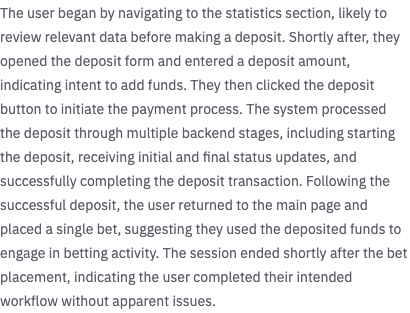 The user began by navigating to the statistics section, likely to
review relevant data before making a deposit. Shortly after, they
opened the deposit form and entered a deposit amount,
indicating intent to add funds. They then clicked the deposit
button to initiate the payment process. The system processed
the deposit through multiple backend stages, including starting
the deposit, receiving initial and final status updates, and
successfully completing the deposit transaction. Following the
successful deposit, the user returned to the main page and
placed a single bet, suggesting they used the deposited funds to
engage in betting activity. The session ended shortly after the bet
placement, indicating the user completed their intended
workflow without apparent issues.